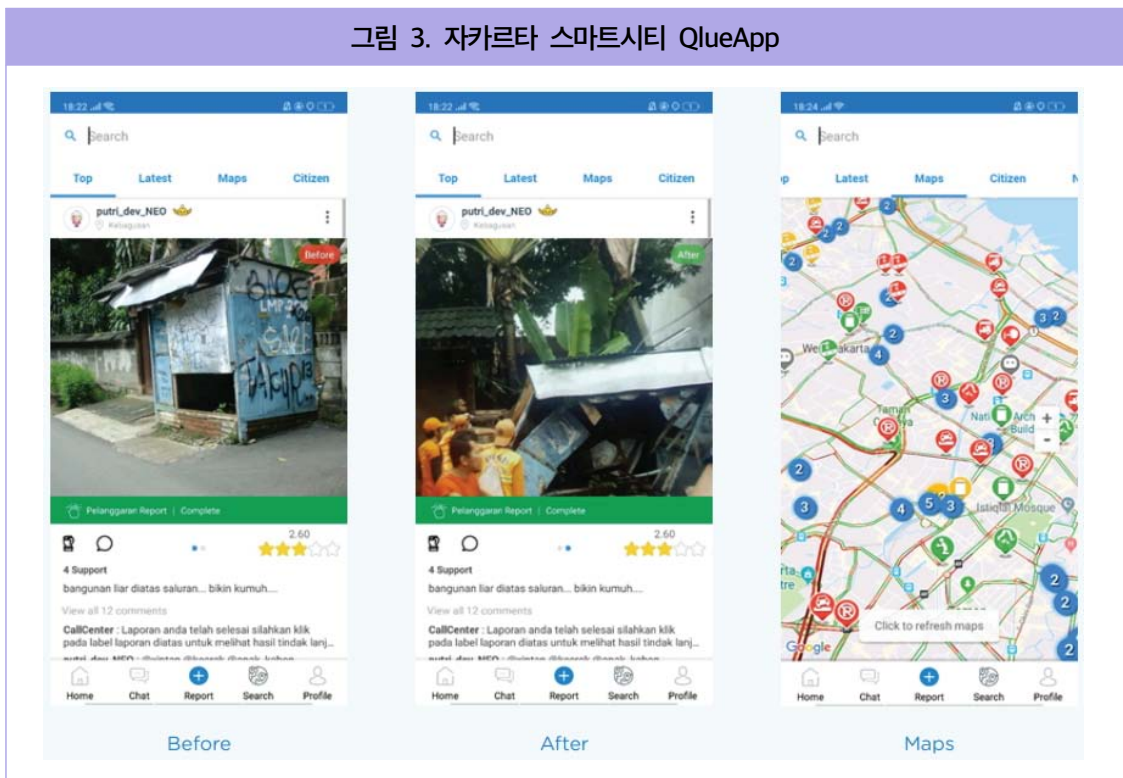 그림 3. 자카르타 스마트시티 QlueApp
18:22
Search
Top Latest Maps Citizen
putri_dev_NEO
Kebagusan
Before
Pelanggaran Report | Complete
2.60
4 Support
bangunan liar diatas saluran... bikin kumuh....
View all 12 comments
CallCenter : Laporan anda telah selesai silahkan klik
pada label laporan diatas untuk melihat hasil tindak lanj...
Home Chat Report Search Profile
Before
18:22
Search
Top Latest Maps Citizen
putri_dev_NEO
Kebagusan
After
Pelanggaran Report | Complete
2.60
4 Support
bangunan liar diatas saluran... bikin kumuh....
View all 12 comments
CallCenter : Laporan anda telah selesai silahkan klik
pada label laporan diatas untuk melihat hasil tindak lanj...
Home Chat Report Search Profile
After
18:24
Search
Latest Maps Citizen
Taman
Istiqlal Mosque
Click to refresh maps
Google
Home Chat Report Search Profile
Maps